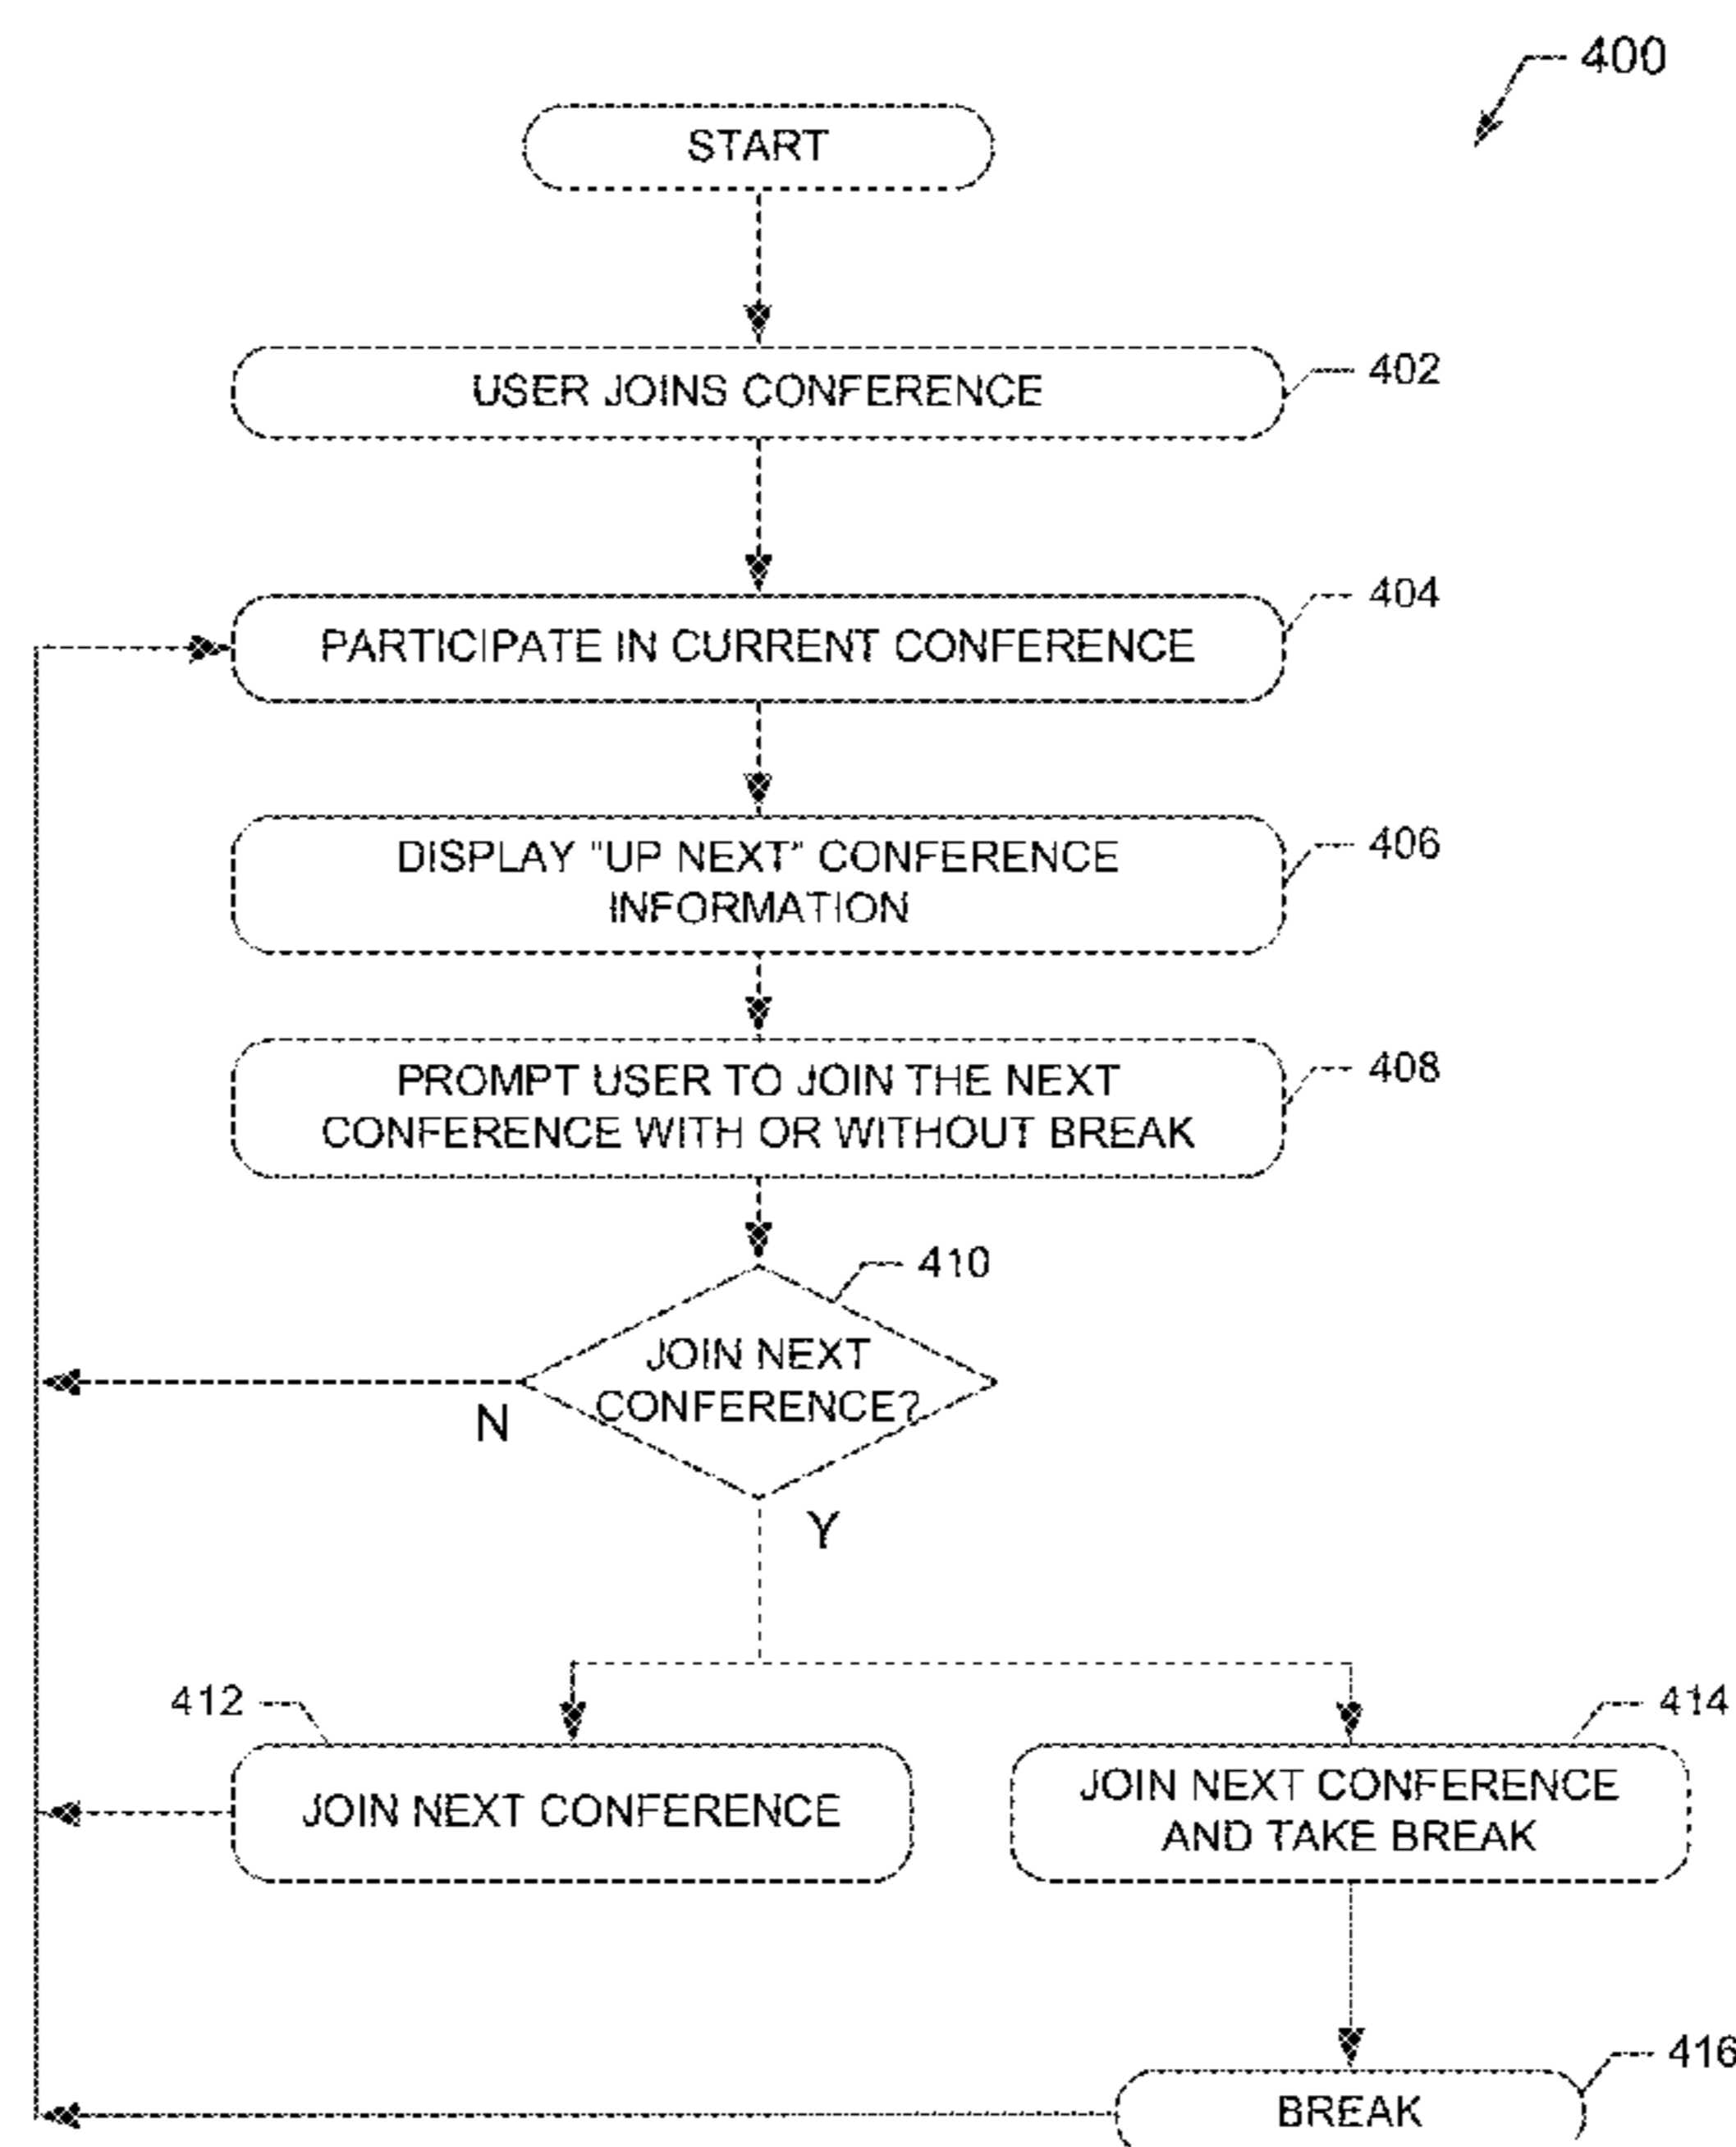 400
START
USER JOINS CONFERENCE
402
PARTICIPATE IN CURRENT CONFERENCE
404
DISPLAY "UP NEXT" CONFERENCE
INFORMATION
406
PROMPT USER TO JOIN THE NEXT
CONFERENCE WITH OR WITHOUT BREAK
408
410
JOIN NEXT
CONFERENCE?
N
Y
412
JOIN NEXT CONFERENCE
414
JOIN NEXT CONFERENCE
AND TAKE BREAK
416
BREAK